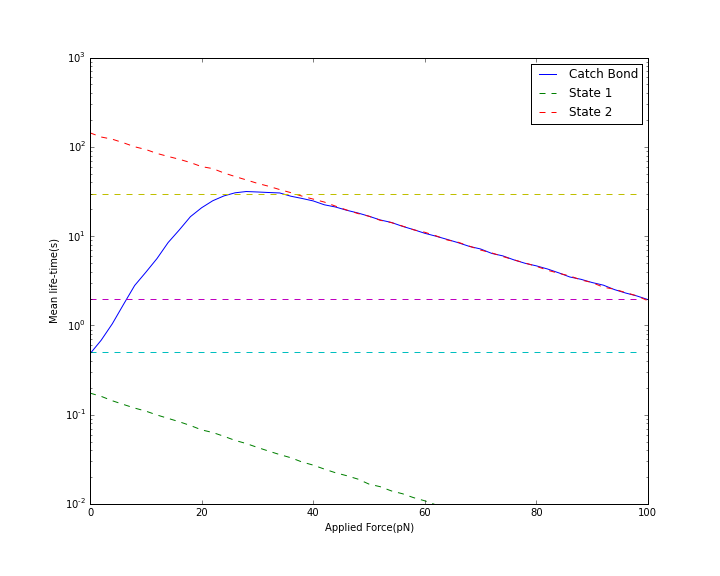 10^3
10^2
10^1
10^0
10^-1
10^-2
Mean life-time(s)
Catch Bond
State 1
State 2
0 20 40 60 80 100
Applied Force(pN)